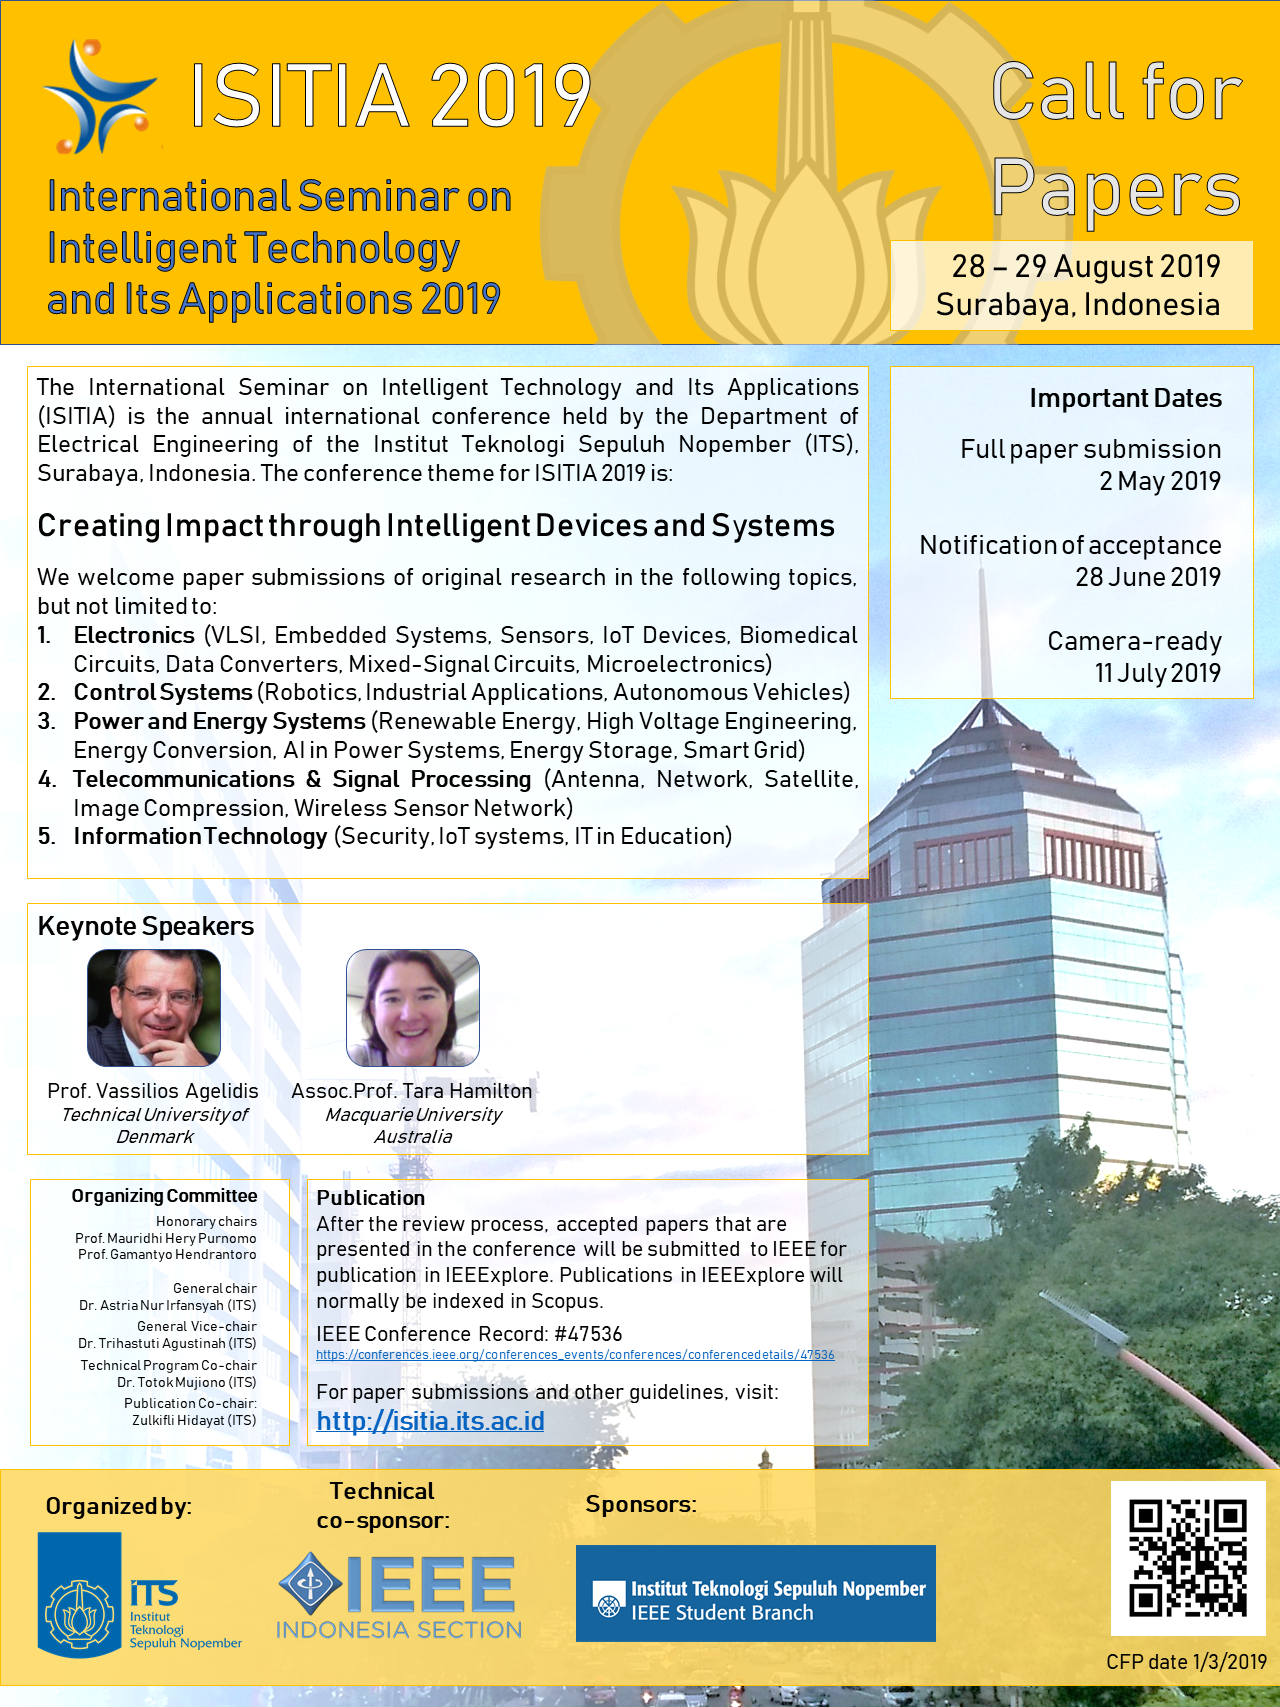 ISITIA 2019
International Seminar on
Intelligent Technology
and Its Applications 2019
Call for
Papers
28 – 29 August 2019
Surabaya, Indonesia
The International Seminar on Intelligent Technology and Its Applications
(ISITIA) is the annual international conference held by the Department of
Electrical Engineering of the Institut Teknologi Sepuluh Nopember (ITS),
Surabaya, Indonesia. The conference theme for ISITIA 2019 is:
Creating Impact through Intelligent Devices and Systems
We welcome paper submissions of original research in the following topics,
but not limited to:
1. Electronics (VLSI, Embedded Systems, Sensors, IoT Devices, Biomedical
Circuits, Data Converters, Mixed-Signal Circuits, Microelectronics)
2. Control Systems (Robotics, Industrial Applications, Autonomous Vehicles)
3. Power and Energy Systems (Renewable Energy, High Voltage Engineering,
Energy Conversion, AI in Power Systems, Energy Storage, Smart Grid)
4. Telecommunications & Signal Processing (Antenna, Network, Satellite,
Image Compression, Wireless Sensor Network)
5. Information Technology (Security, IoT systems, IT in Education)
Important Dates
Full paper submission
2 May 2019
Notification of acceptance
28 June 2019
Camera-ready
11 July 2019
Keynote Speakers
Prof. Vassilios Agelidis
Technical University of
Denmark
Assoc.Prof. Tara Hamilton
Macquarie University
Australia
Organizing Committee
Honorary chairs
Prof. Mauridhi Hery Purnomo
Prof. Gamantyo Hendrantoro
General chair
Dr. Astria Nur Irfansyah (ITS)
General Vice-chair
Dr. Trihastuti Agustinah (ITS)
Technical Program Co-chair
Dr. Totok Mujiono (ITS)
Publication Co-chair:
Zulkifli Hidayat (ITS)
Publication
After the review process, accepted papers that are
presented in the conference will be submitted to IEEE for
publication in IEEExplore. Publications in IEEExplore will
normally be indexed in Scopus.
IEEE Conference Record: #47536
https://conferences.ieee.org/conferences_events/conferences/conferencedetails/47536
For paper submissions and other guidelines, visit:
http://isitia.its.ac.id
Organized by:
ITS
Institut
Teknologi
Sepuluh Nopember
Technical
co-sponsor:
IEEE
INDONESIA SECTION
Sponsors:
Institut Teknologi Sepuluh Nopember
IEEE Student Branch
CFP date 1/3/2019